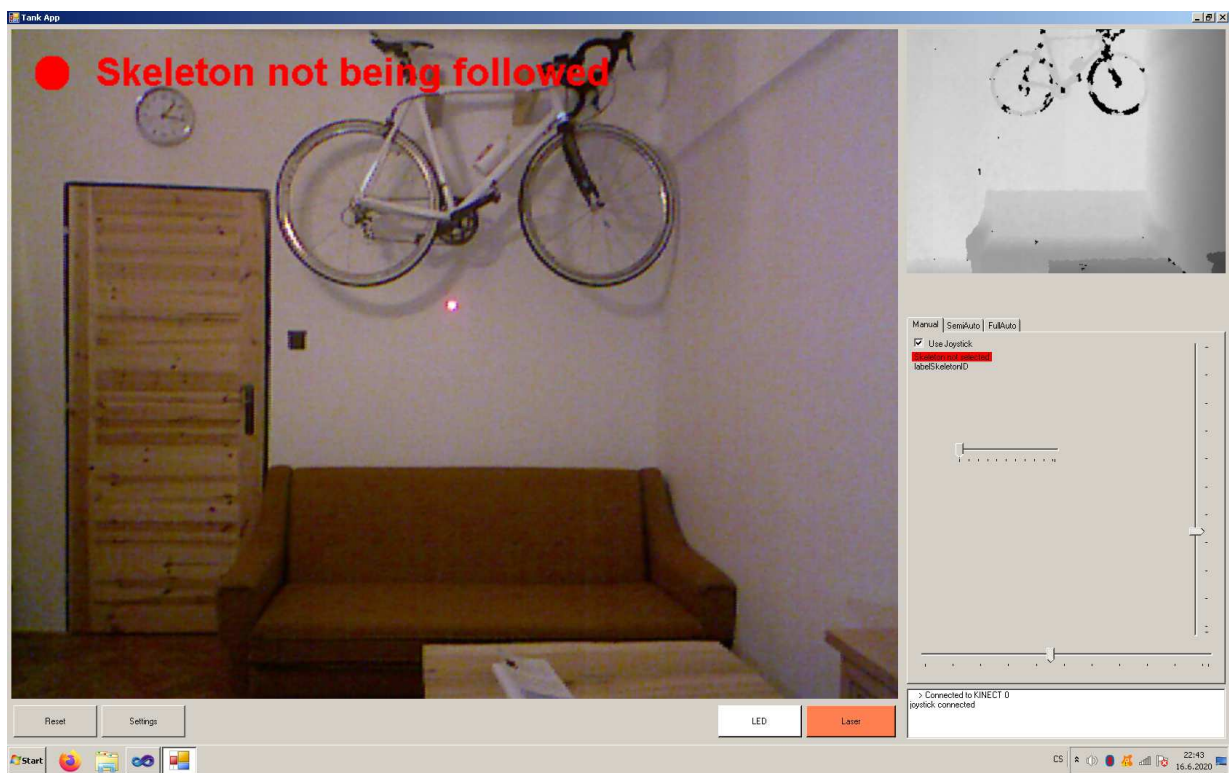 Tank App
Skeleton not being followed
Manual
SemiAuto
FullAuto
Use Joystick
Skeleton not selected
labelSkeletonID
> Connected to KINECT 0
joystick connected
Reset
Settings
LED
Laser
Start
CS
22:43
16.6.2020